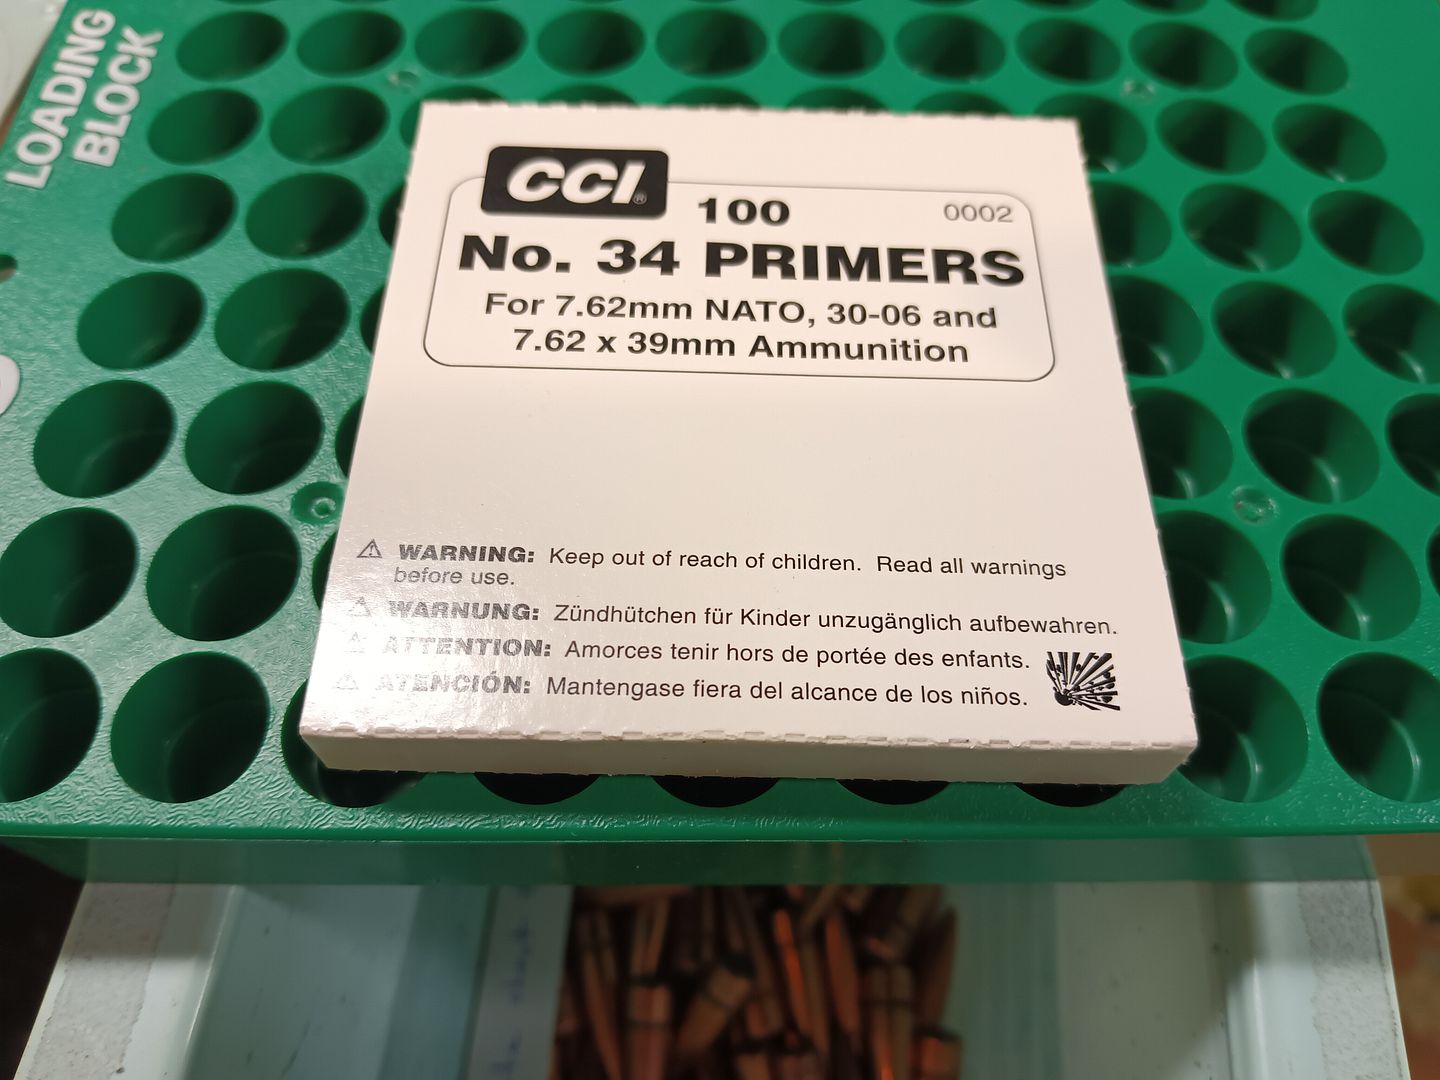 LOADING
BLOCK
CCI®
100
0002
No. 34 PRIMERS
For 7.62mm NATO, 30-06 and
7.62 x 39mm Ammunition
⚠ WARNING: Keep out of reach of children. Read all warnings
before use.
⚠ WARNUNG: Zündhütchen für Kinder unzugänglich aufbewahren.
⚠ ATTENTION: Amorces tenir hors de portée des enfants.
⚠ ATENCIÓN: Mantengase fiera del alcance de los niños.